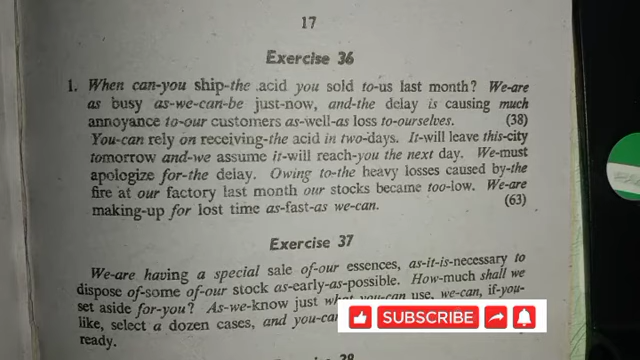 17
Exercise 36
1. When can-you ship-the acid you sold to-us last month? We-are
as busy as-we-can-be just-now, and-the delay is causing much
annoyance to-our customers as-well-as loss to-ourselves. (38)
You-can rely on receiving-the acid in two-days. It-will leave this-city
tomorrow and-we assume it-will reach-you the next day. We-must
apologize for-the delay. Owing to-the heavy losses caused by-the
fire at our factory last month our stocks became too-low. We-are
making-up for lost time as-fast-as we-can. (63)
Exercise 37
We-are having a special sale of-our essences, as-it-is-necessary to
dispose of-some of-our stock as-early-as-possible. How-much shall we
set aside for-you? As-we-know just what you-can use, we-can, if-you-
like, select a dozen cases, and you-can
ready.
SUBSCRIBE